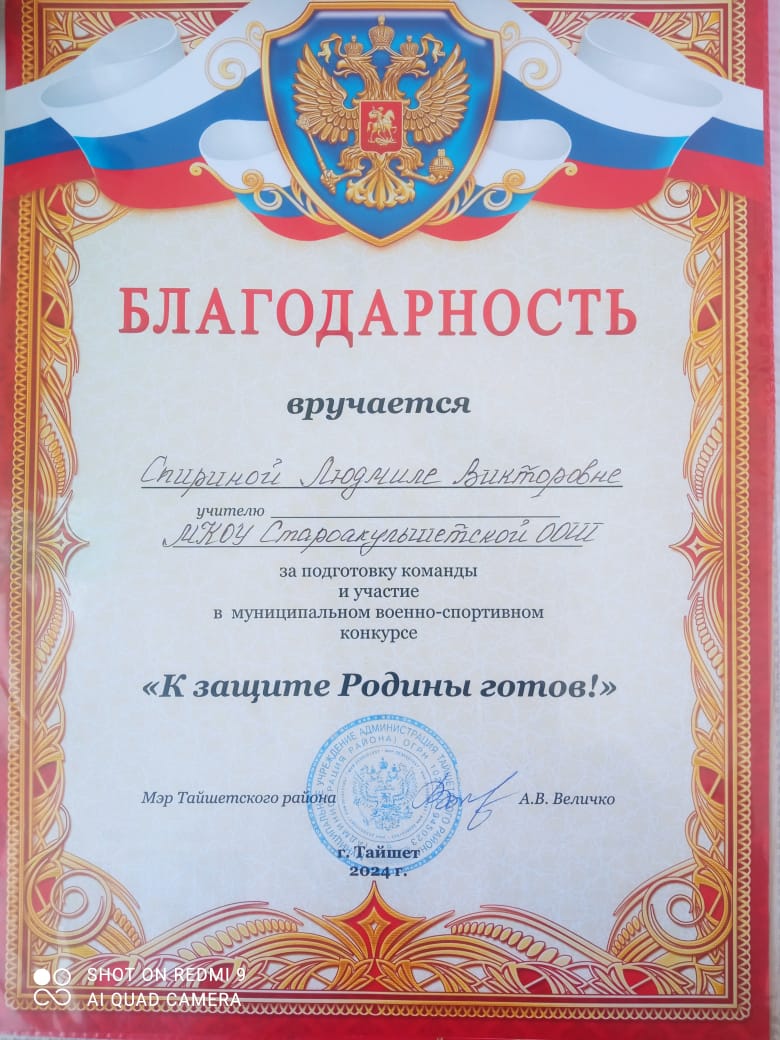 БЛАГОДАРНОСТЬ
вручается
Спириной Людмиле Викторовне
учителю
МКОУ Староакульшетской ООШ
за подготовку команды
и участие
в муниципальном военно-спортивном
конкурсе
«К защите Родины готов!»
Мэр Тайшетского района А.В. Величко
г. Тайшет
2024 г.
SHOT ON REDMI 9
AI QUAD CAMERA